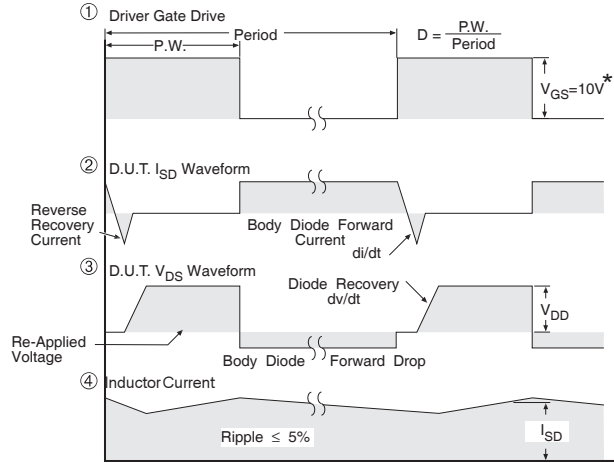 ① Driver Gate Drive
P.W.
Period
D = P.W.
Period
V_GS=10V*
② D.U.T. I_SD Waveform
Reverse
Recovery
Current
Body Diode Forward
Current
di/dt
③ D.U.T. V_DS Waveform
Diode Recovery
dv/dt
V_DD
Re-Applied
Voltage
Body Diode Forward Drop
④ Inductor Current
Ripple ≤ 5%
I_SD